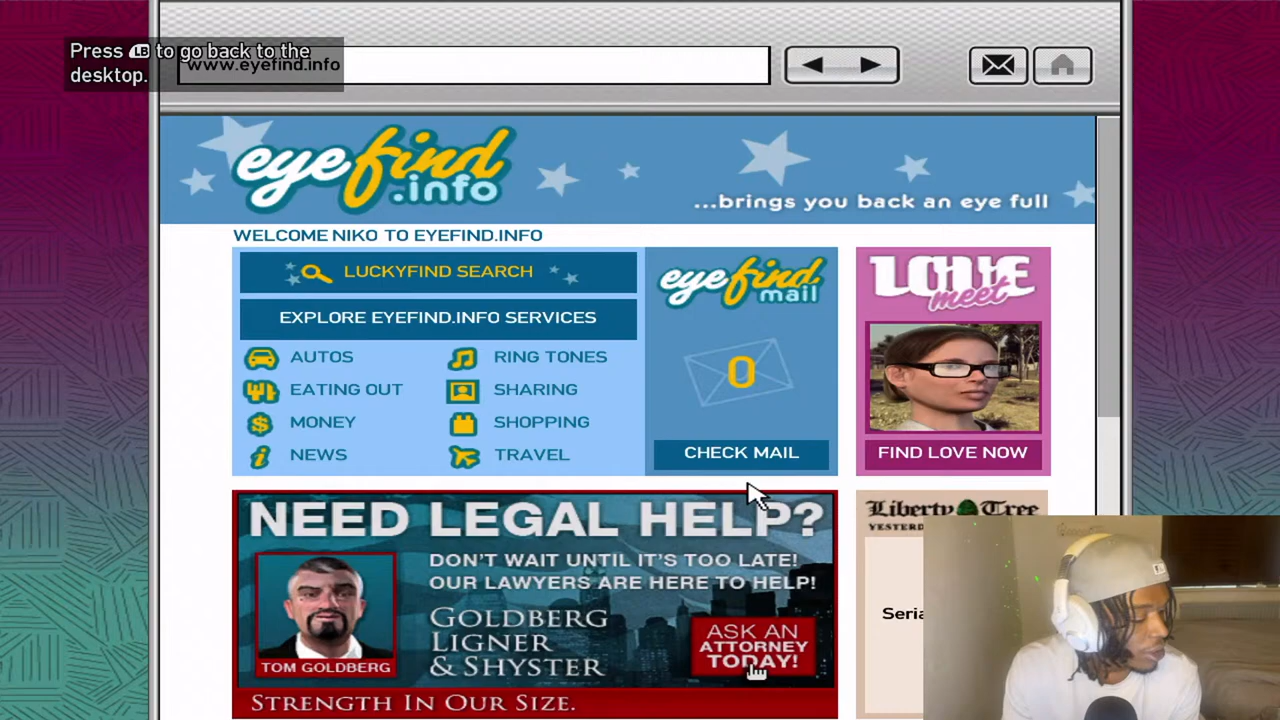 Press LB to go back to the
desktop.
www.eyefind.info
eyefind
.info
...brings you back an eye full
WELCOME NIKO TO EYEFIND.INFO
LUCKYFIND SEARCH
EXPLORE EYEFIND.INFO SERVICES
AUTOS
RING TONES
EATING OUT
SHARING
MONEY
SHOPPING
NEWS
TRAVEL
eyefind
mail
0
CHECK MAIL
LOVE
meet
FIND LOVE NOW
NEED LEGAL HELP?
DON'T WAIT UNTIL IT'S TOO LATE!
OUR LAWYERS ARE HERE TO HELP!
GOLDBERG
LIGNER
& SHYSTER
TOM GOLDBERG
ASK AN
ATTORNEY
TODAY!
STRENGTH IN OUR SIZE.
Liberty Tree